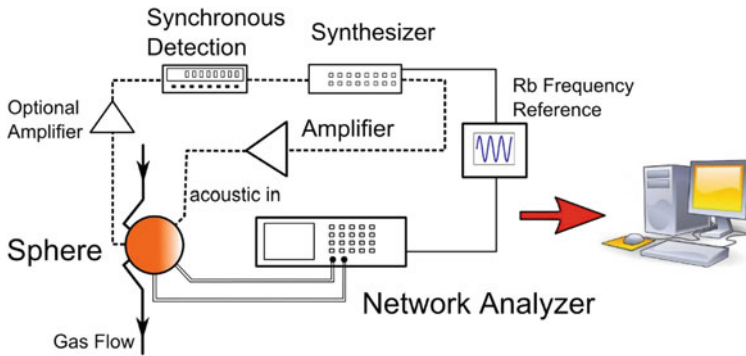 Synchronous
Detection
Synthesizer
Rb Frequency
Reference
Optional
Amplifier
Amplifier
acoustic in
Sphere
Network Analyzer
Gas Flow